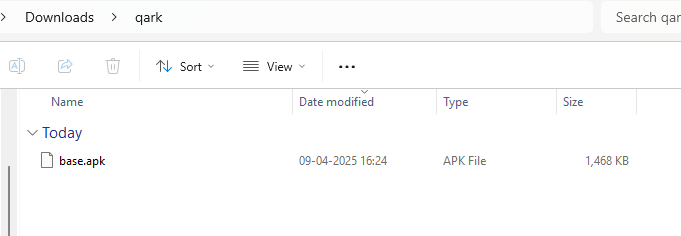 Downloads qark Search qar
Sort View
Name Date modified Type Size
Today
base.apk 09-04-2025 16:24 APK File 1,468 KB